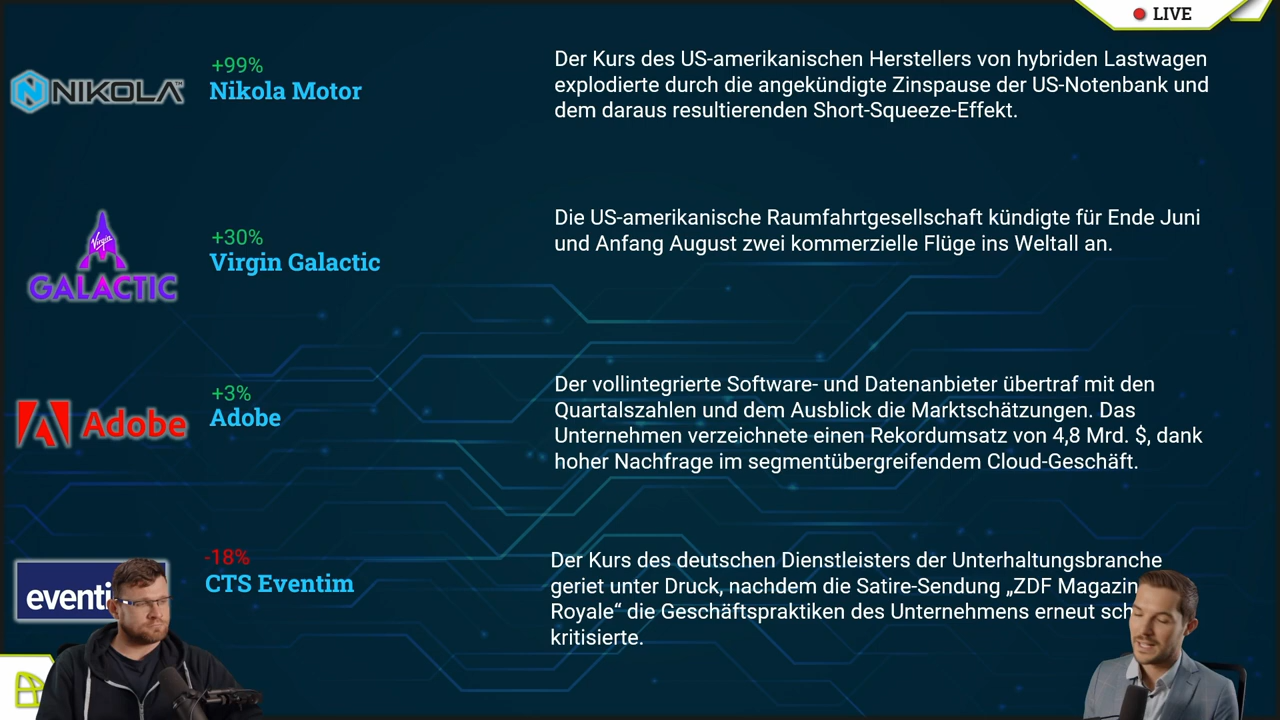 LIVE
NIKOLA™
+99%
Nikola Motor
Der Kurs des US-amerikanischen Herstellers von hybriden Lastwagen
explodierte durch die angekündigte Zinspause der US-Notenbank und
dem daraus resultierenden Short-Squeeze-Effekt.
Virgin
GALACTIC
+30%
Virgin Galactic
Die US-amerikanische Raumfahrtgesellschaft kündigte für Ende Juni
und Anfang August zwei kommerzielle Flüge ins Weltall an.
Adobe
+3%
Adobe
Der vollintegrierte Software- und Datenanbieter übertraf mit den
Quartalszahlen und dem Ausblick die Marktschätzungen. Das
Unternehmen verzeichnete einen Rekordumsatz von 4,8 Mrd. $, dank
hoher Nachfrage im segmentübergreifendem Cloud-Geschäft.
eventi
-18%
CTS Eventim
Der Kurs des deutschen Dienstleisters der Unterhaltungsbranche
geriet unter Druck, nachdem die Satire-Sendung „ZDF Magazin
Royale“ die Geschäftspraktiken des Unternehmens erneut
kritisierte.